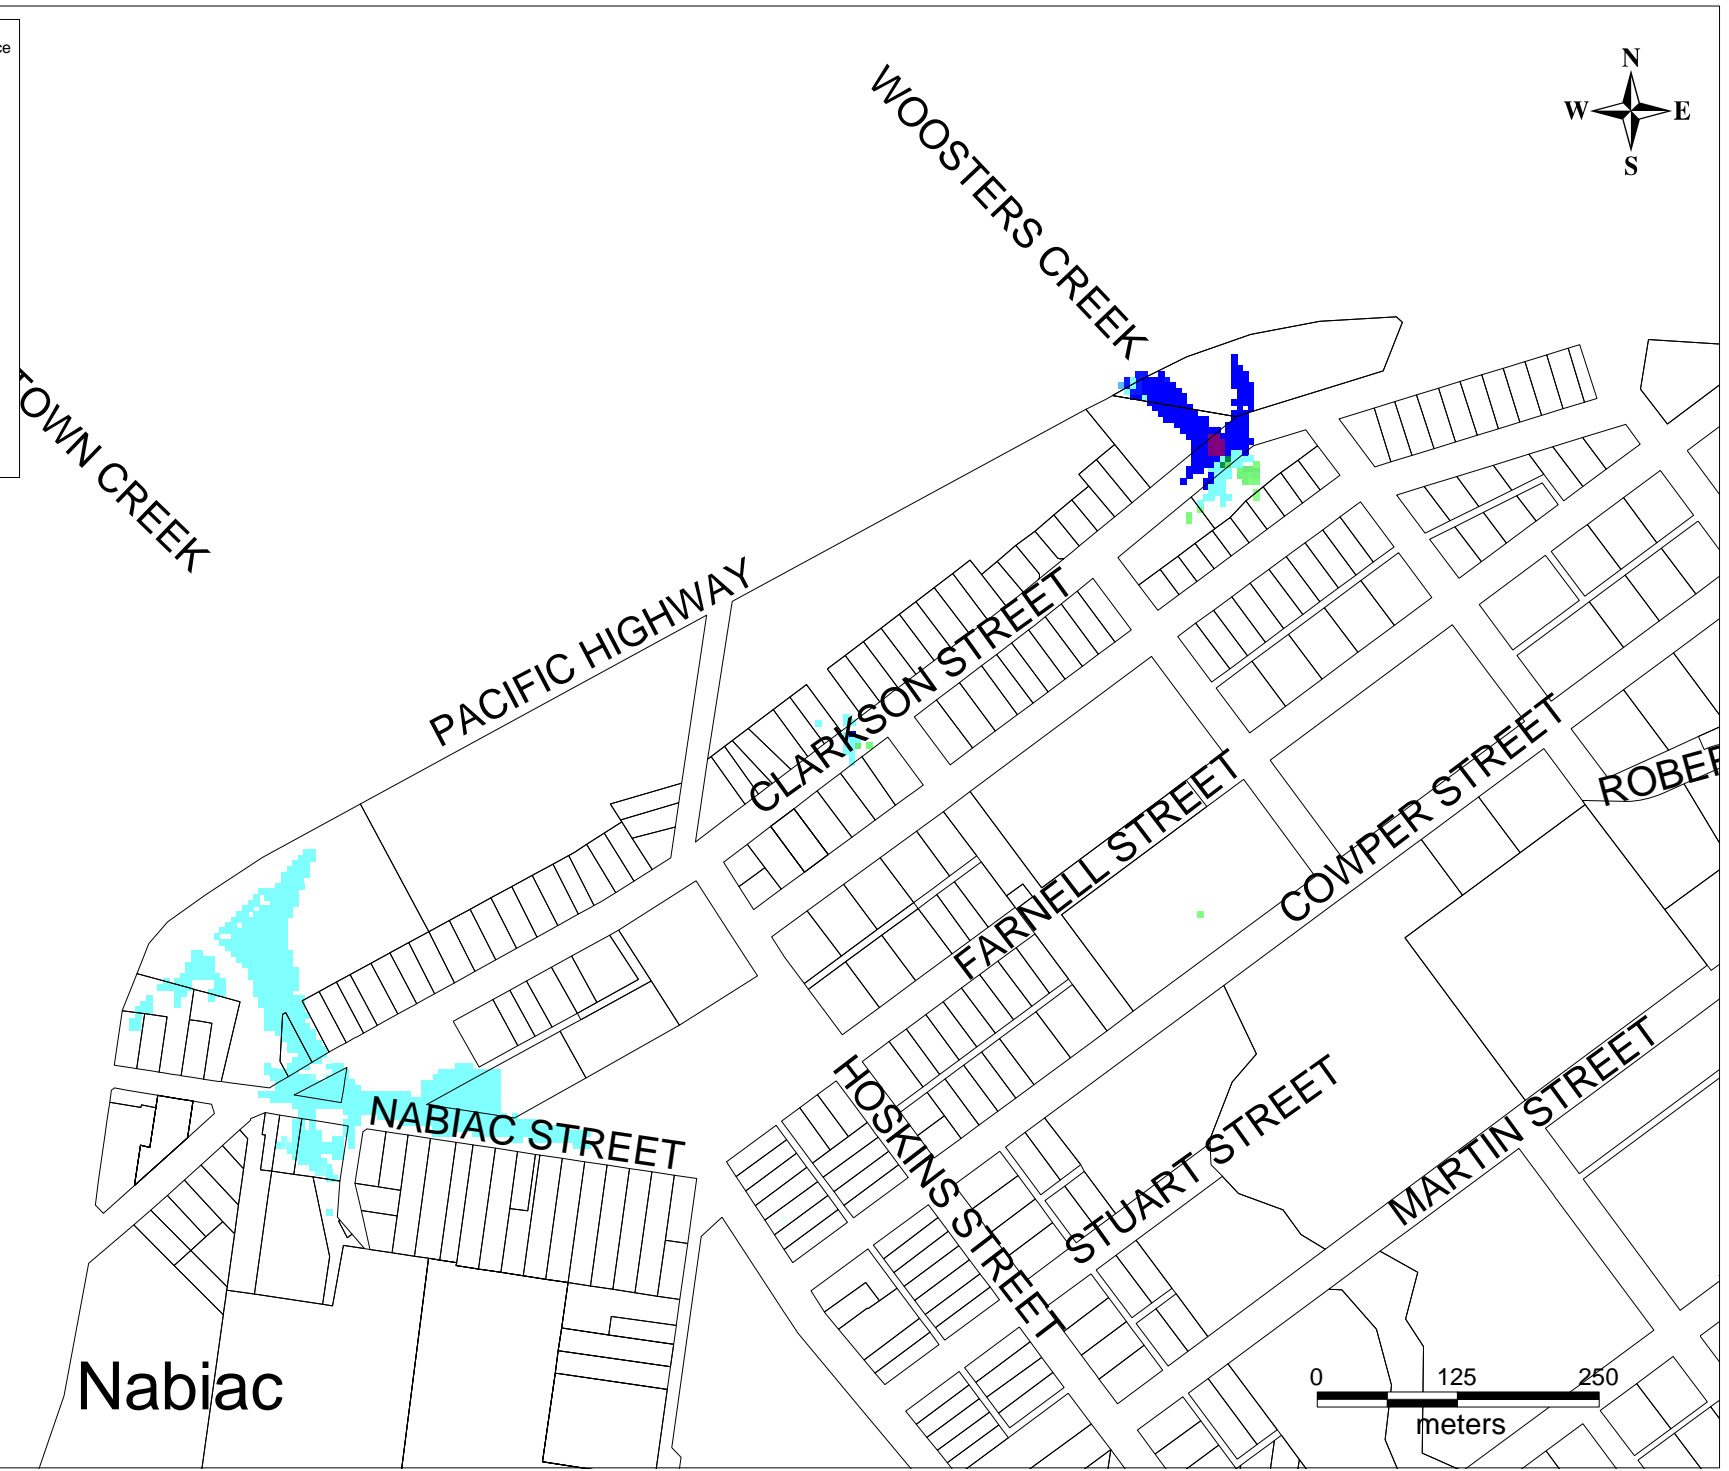 N
W E
S
WOOSTERS CREEK
TOWN CREEK
PACIFIC HIGHWAY
CLARKSON STREET
FARNELL STREET
COWPER STREET
NABIAC STREET
HOSKINS STREET
STUART STREET
MARTIN STREET
Nabiac
0 125 250
meters